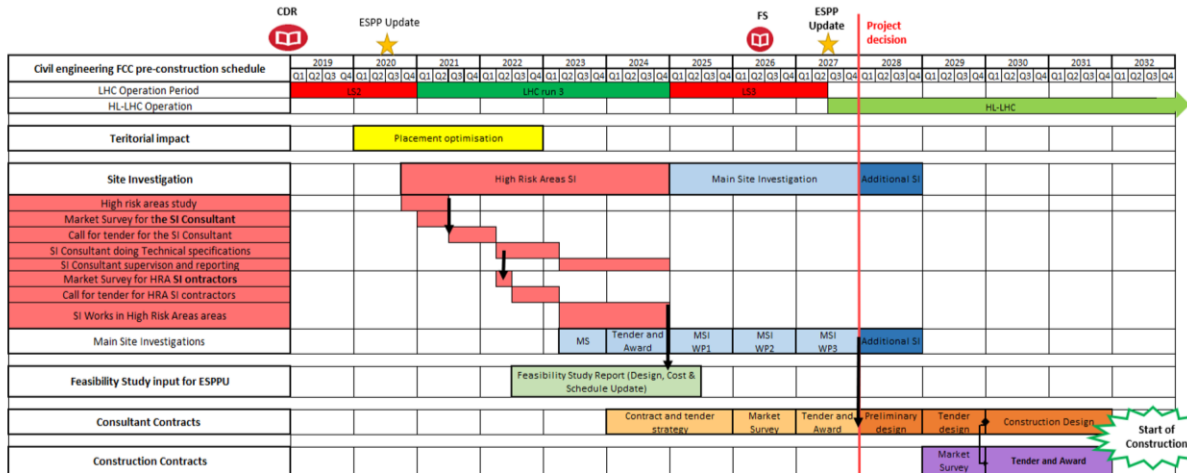 CDR
ESPP Update
FS
ESPP
Update
Project
decision
Civil engineering FCC pre-construction schedule
2019 2020 2021 2022 2023 2024 2025 2026 2027 2028 2029 2030 2031 2032
Q1 Q2 Q3 Q4 Q1 Q2 Q3 Q4 Q1 Q2 Q3 Q4 Q1 Q2 Q3 Q4 Q1 Q2 Q3 Q4 Q1 Q2 Q3 Q4 Q1 Q2 Q3 Q4 Q1 Q2 Q3 Q4 Q1 Q2 Q3 Q4 Q1 Q2 Q3 Q4 Q1 Q2 Q3 Q4 Q1 Q2 Q3 Q4 Q1 Q2 Q3 Q4 Q1 Q2 Q3 Q4
LHC Operation Period LS2 LHC run 3 LS3
HL-LHC Operation HL-LHC
Teritorial impact Placement optimisation
Site Investigation High Risk Areas SI Main Site Investigation Additional SI
High risk areas study
Market Survey for the SI Consultant
Call for tender for the SI Consultant
SI Consultant doing Technical specifications
SI Consultant supervison and reporting
Market Survey for HRA SI ontractors
Call for tender for HRA SI contractors
SI Works in High Risk Areas areas
Main Site Investigations MS Tender and Award MSI WP1 MSI WP2 MSI WP3 Additional SI
Feasibility Study input for ESPPU Feasibility Study Report (Design, Cost &
Schedule Update)
Consultant Contracts Contract and tender strategy Market Survey Tender and Award Preliminary design Tender design Construction Design
Start of
Construction
Construction Contracts Market Survey Tender and Award